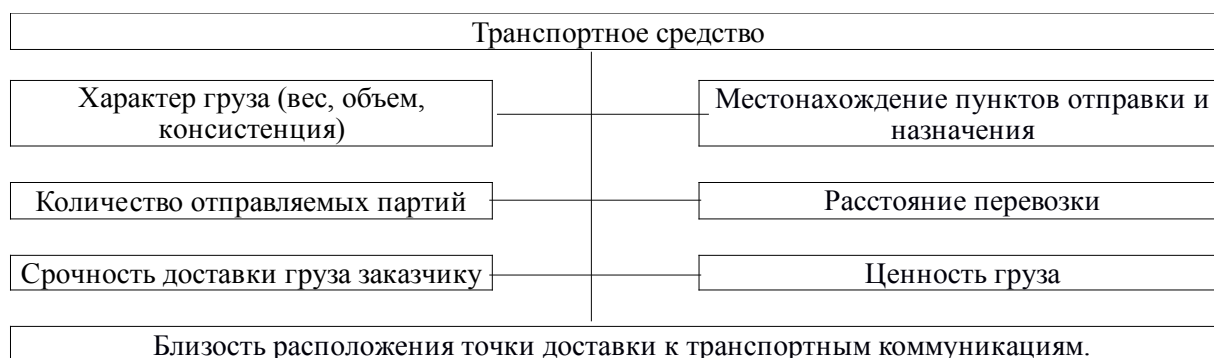 Транспортное средство
Характер груза (вес, объем,
консистенция)
Местонахождение пунктов отправки и
назначения
Количество отправляемых партий
Расстояние перевозки
Срочность доставки груза заказчику
Ценность груза
Близость расположения точки доставки к транспортным коммуникациям.